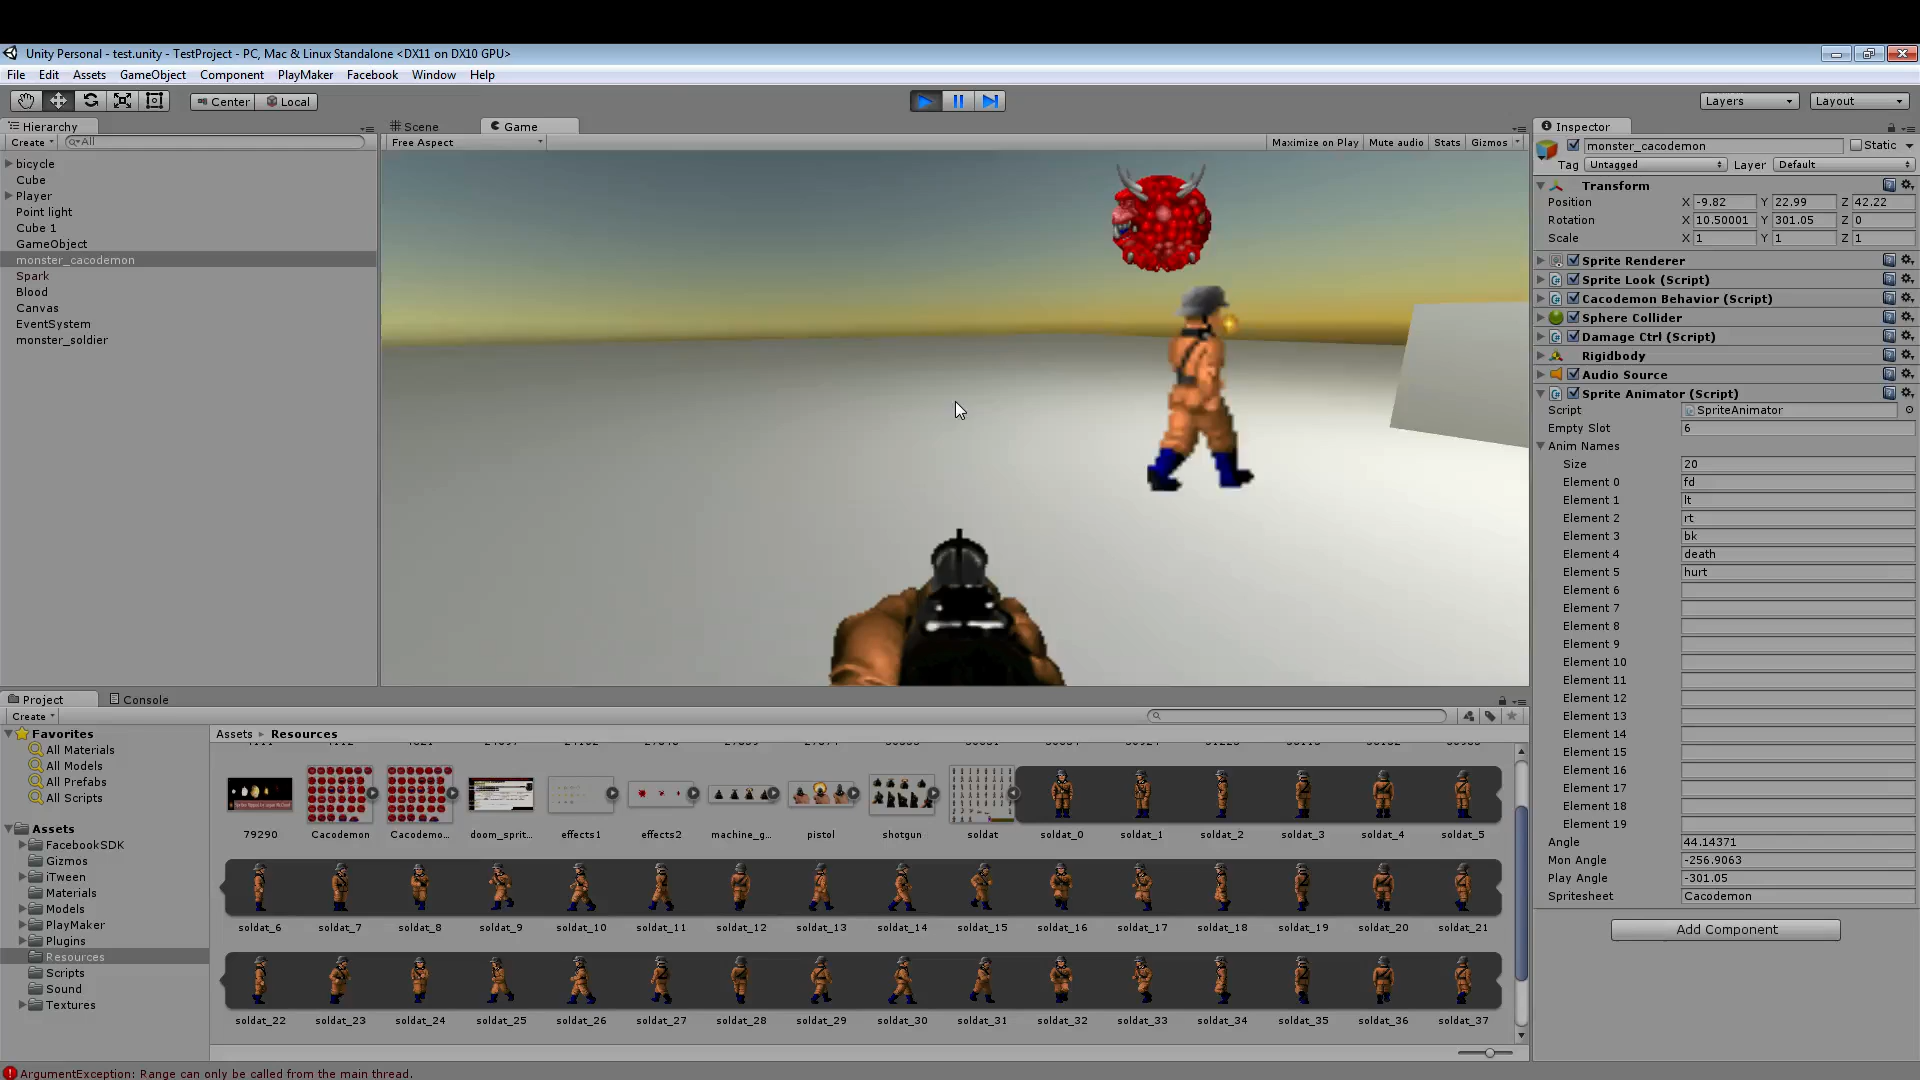 Unity Personal - test.unity - TestProject - PC, Mac & Linux Standalone <DX11 on DX10 GPU>
File Edit Assets GameObject Component PlayMaker Facebook Window Help
Center Local
Layers Layout
Hierarchy
Create All
bicycle
Cube
Player
Point light
Cube 1
GameObject
monster_cacodemon
Spark
Blood
Canvas
EventSystem
monster_soldier
Scene Game
Free Aspect Maximize on Play Mute audio Stats Gizmos
Inspector
monster_cacodemon Static
Tag Untagged Layer Default
Transform
Position X -9.82 Y 22.99 Z 42.22
Rotation X 10.50001 Y 301.05 Z 0
Scale X 1 Y 1 Z 1
Sprite Renderer
Sprite Look (Script)
Cacodemon Behavior (Script)
Sphere Collider
Damage Ctrl (Script)
Rigidbody
Audio Source
Sprite Animator (Script)
Script SpriteAnimator
Empty Slot 6
Anim Names
Size 20
Element 0 fd
Element 1 lt
Element 2 rt
Element 3 bk
Element 4 death
Element 5 hurt
Element 6
Element 7
Element 8
Element 9
Element 10
Element 11
Element 12
Element 13
Element 14
Element 15
Element 16
Element 17
Element 18
Element 19
Angle 44.14371
Mon Angle -256.9063
Play Angle -301.05
Spritesheet Cacodemon
Add Component
Project Console
Create
Favorites
All Materials
All Models
All Prefabs
All Scripts
Assets
FacebookSDK
Gizmos
iTween
Materials
Models
PlayMaker
Plugins
Resources
Scripts
Sound
Textures
Assets Resources
79290 Cacodemon Cacodemo... doom_sprit... effects1 effects2 machine_g... pistol shotgun soldat soldat_0 soldat_1 soldat_2 soldat_3 soldat_4 soldat_5
soldat_6 soldat_7 soldat_8 soldat_9 soldat_10 soldat_11 soldat_12 soldat_13 soldat_14 soldat_15 soldat_16 soldat_17 soldat_18 soldat_19 soldat_20 soldat_21
soldat_22 soldat_23 soldat_24 soldat_25 soldat_26 soldat_27 soldat_28 soldat_29 soldat_30 soldat_31 soldat_32 soldat_33 soldat_34 soldat_35 soldat_36 soldat_37
ArgumentException: Range can only be called from the main thread.